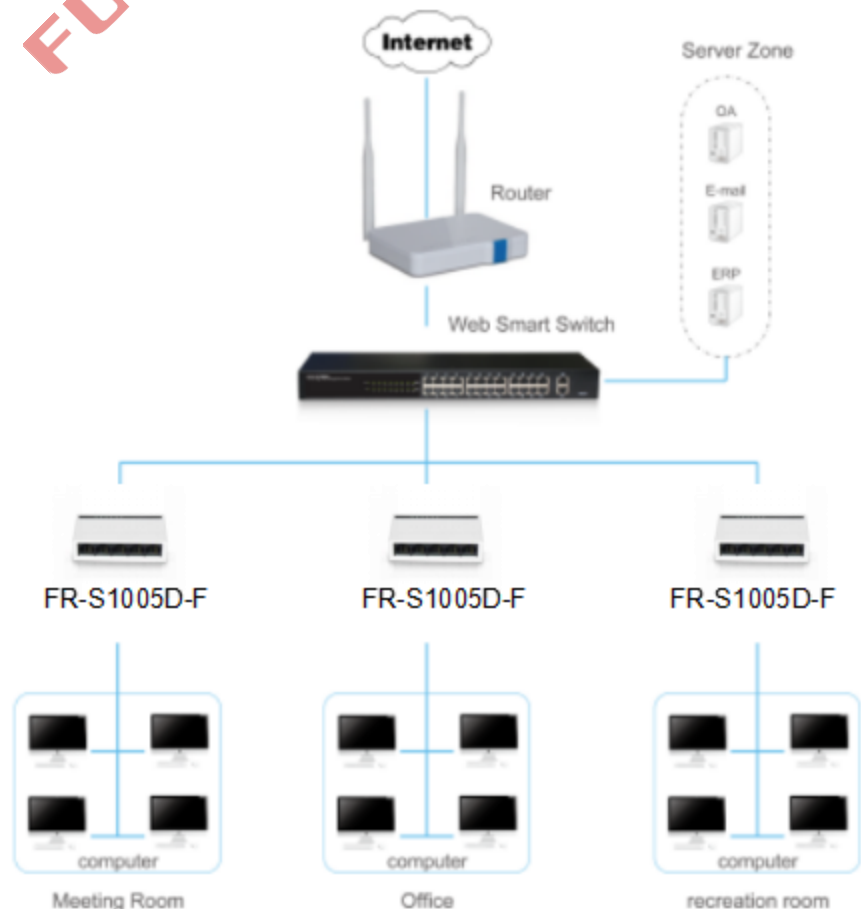 Internet
Server Zone
OA
E-mail
Router
ERP
Web Smart Switch
FR-S1005D-F
FR-S1005D-F
FR-S1005D-F
computer
computer
computer
Meeting Room
Office
recreation room